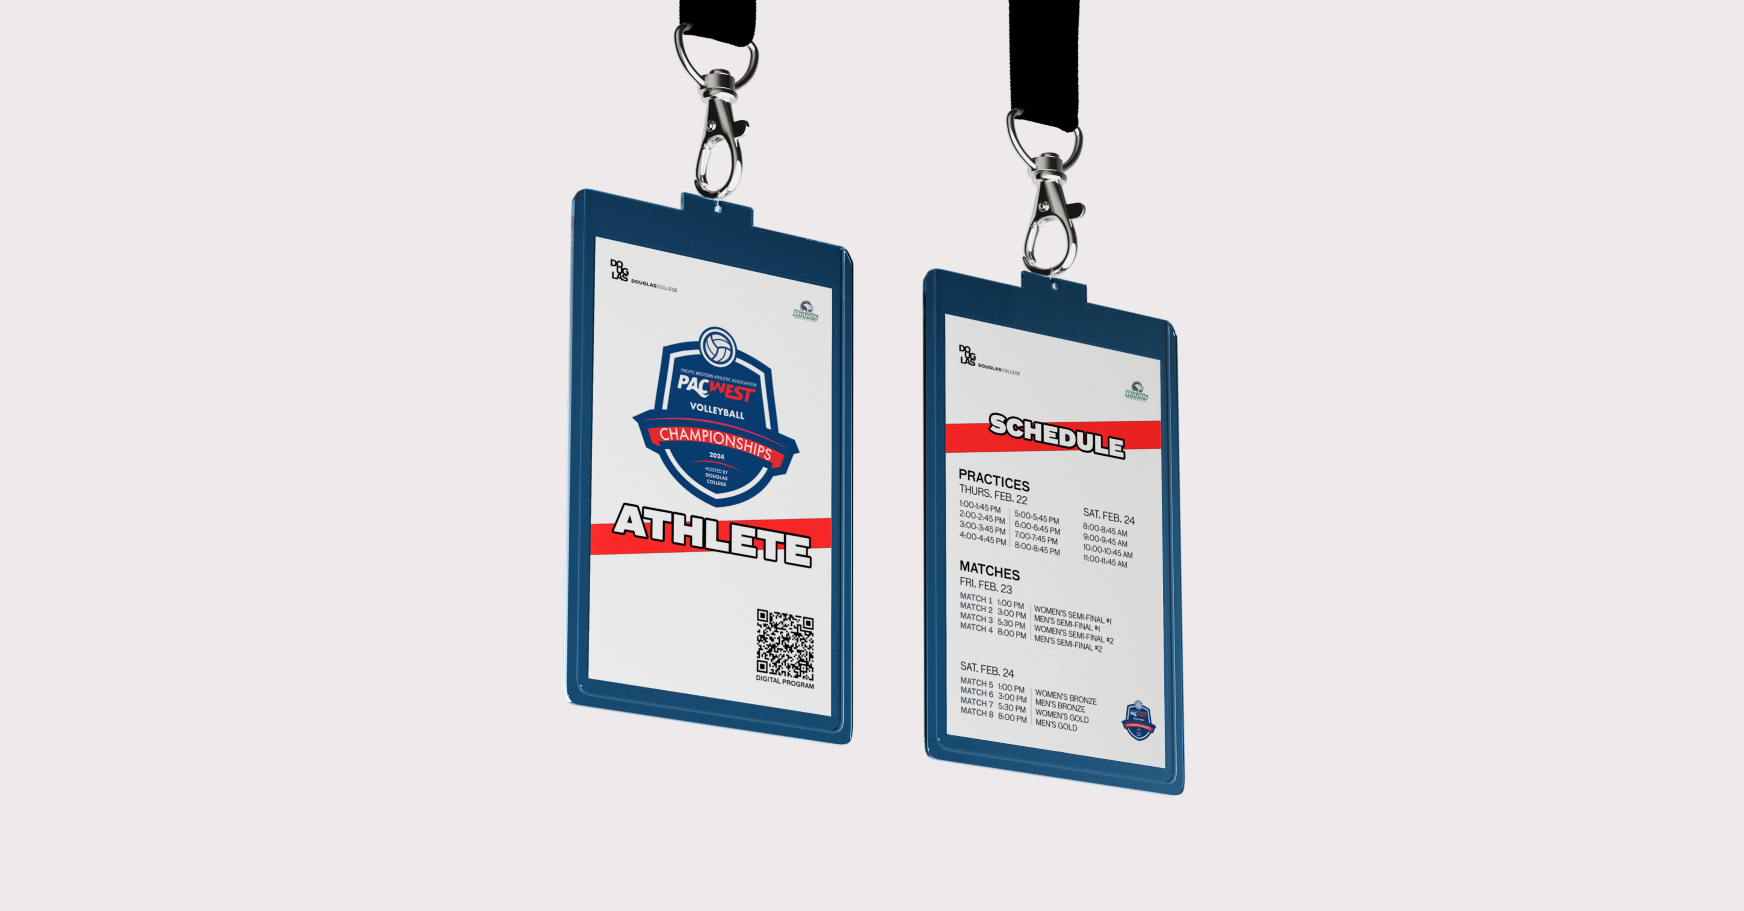 DO
UG
LAS
DOUGLASCOLLEGE
ROYALS
PACIFIC WESTERN ATHLETIC ASSOCIATION
PACWEST
VOLLEYBALL
CHAMPIONSHIPS
2024
HOSTED BY
DOUGLAS
COLLEGE
ATHLETE
DIGITAL PROGRAM
DO
UG
LAS
DOUGLASCOLLEGE
ROYALS
SCHEDULE
PRACTICES
THURS. FEB. 22
1:00-1:45 PM
2:00-2:45 PM
3:00-3:45 PM
4:00-4:45 PM
5:00-5:45 PM
6:00-6:45 PM
7:00-7:45 PM
8:00-8:45 PM
SAT. FEB. 24
8:00-8:45 AM
9:00-9:45 AM
10:00-10:45 AM
11:00-11:45 AM
MATCHES
FRI. FEB. 23
MATCH 1 1:00 PM WOMEN'S SEMI-FINAL #1
MATCH 2 3:00 PM MEN'S SEMI-FINAL #1
MATCH 3 5:30 PM WOMEN'S SEMI-FINAL #2
MATCH 4 8:00 PM MEN'S SEMI-FINAL #2
SAT. FEB. 24
MATCH 5 1:00 PM WOMEN'S BRONZE
MATCH 6 3:00 PM MEN'S BRONZE
MATCH 7 5:30 PM WOMEN'S GOLD
MATCH 8 8:00 PM MEN'S GOLD
PACWEST
CHAMPIONSHIPS